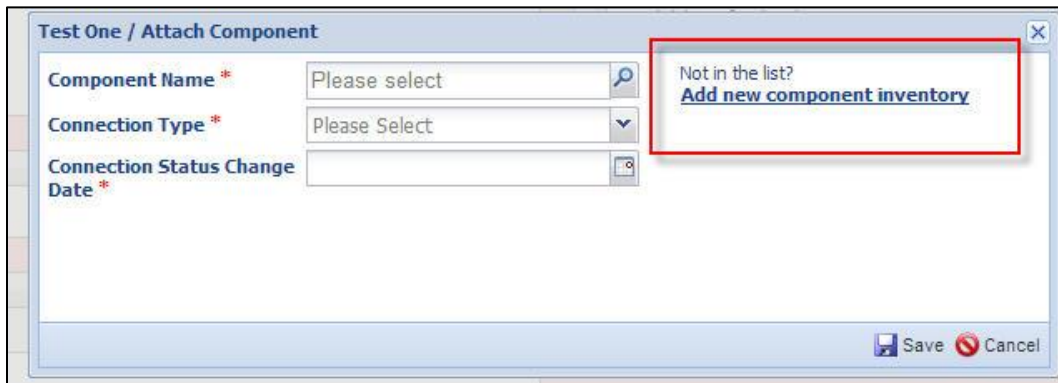 Test One / Attach Component
Component Name *
Please select
Not in the list?
Add new component inventory
Connection Type *
Please Select
Connection Status Change
Date *
Save
Cancel